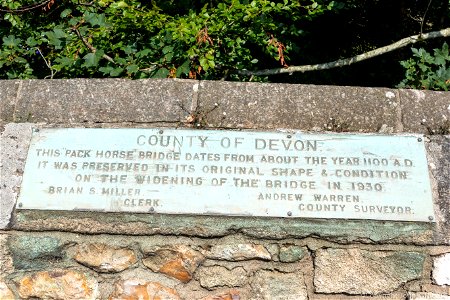 COUNTY OF DEVON.
THIS PACK HORSE BRIDGE DATES FROM ABOUT THE YEAR 1100 A.D.
IT WAS PRESERVED IN ITS ORIGINAL SHAPE & CONDITION
ON THE WIDENING OF THE BRIDGE IN 1930.
BRIAN S. MILLER, ANDREW WARREN,
CLERK. COUNTY SURVEYOR.